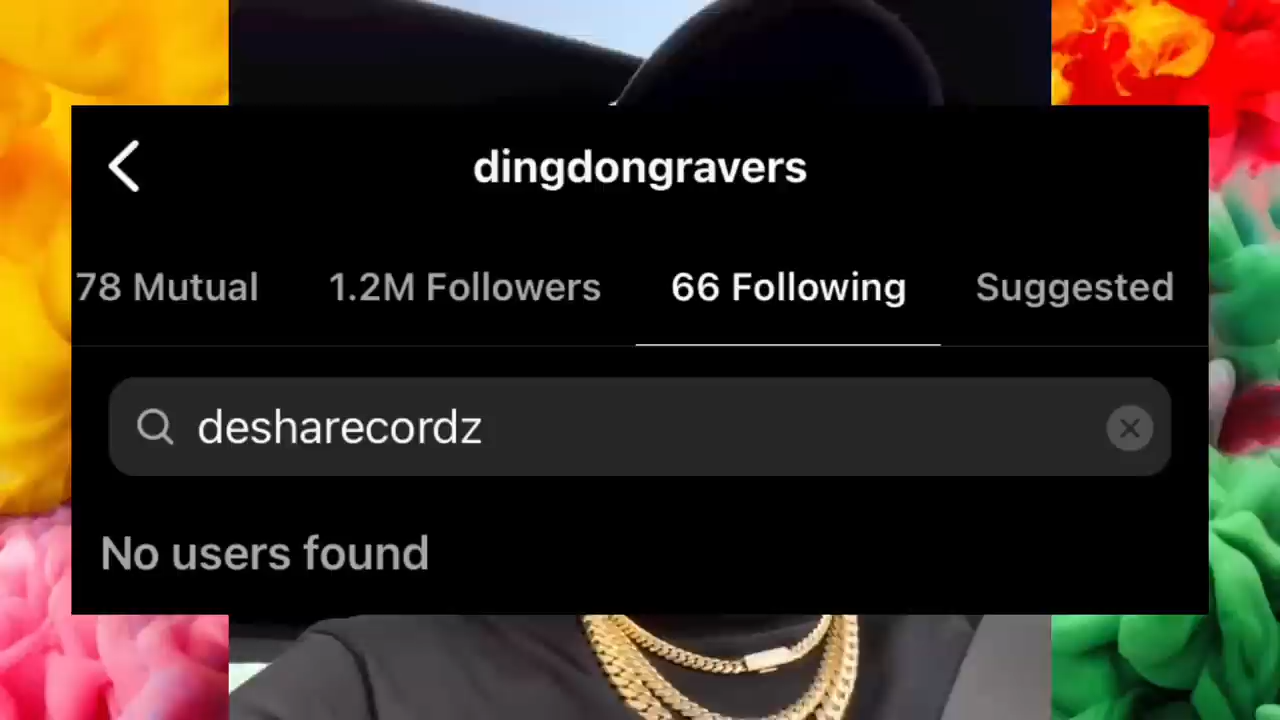 dingdongravers
78 Mutual 1.2M Followers 66 Following Suggested
desharecordz
No users found